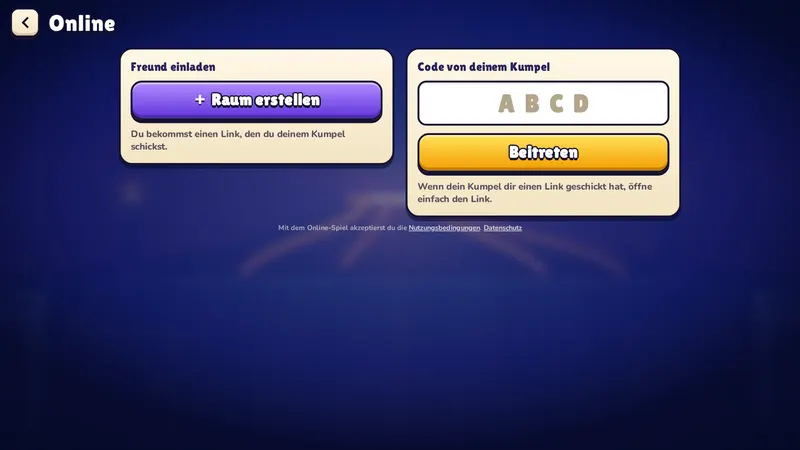 Online
Freund einladen
+ Raum erstellen
Du bekommst einen Link, den du deinem Kumpel
schickst.
Code von deinem Kumpel
A B C D
Beitreten
Wenn dein Kumpel dir einen Link geschickt hat, öffne
einfach den Link.
Mit dem Online-Spiel akzeptierst du die Nutzungsbedingungen Datenschutz